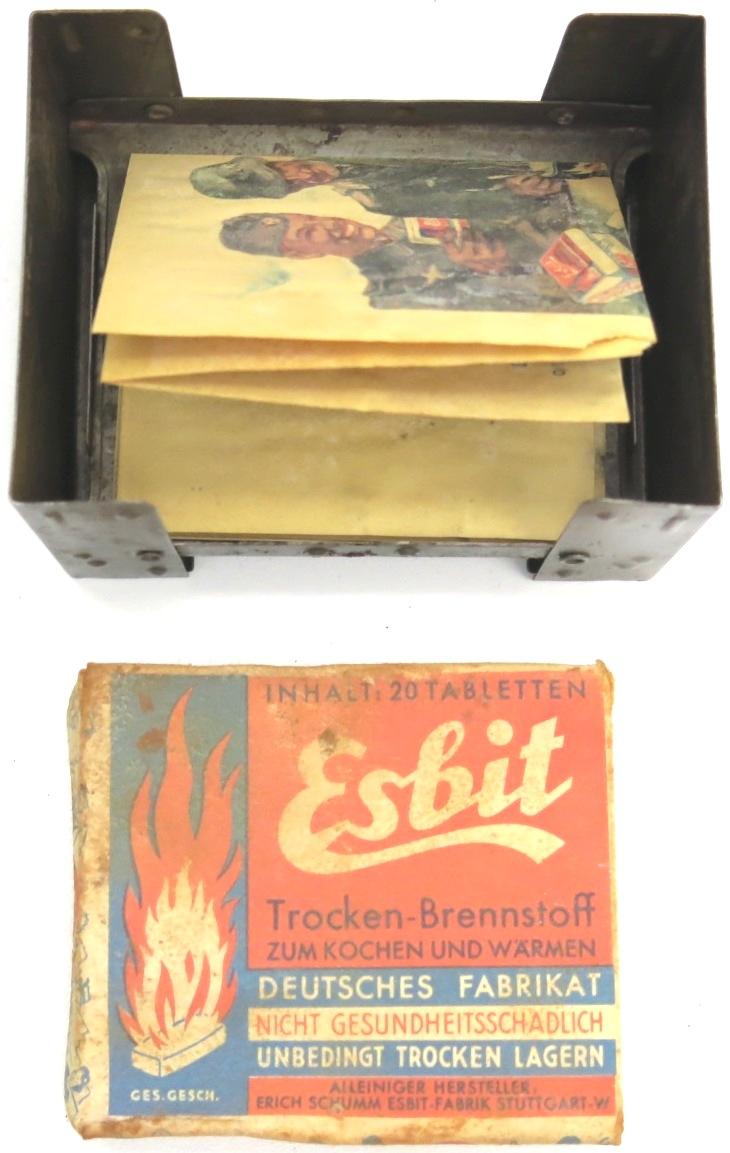 INHALT: 20 TABLETTEN
Esbit
Trocken-Brennstoff
ZUM KOCHEN UND WÄRMEN
DEUTSCHES FABRIKAT
NICHT GESUNDHEITSSCHÄDLICH
UNBEDINGT TROCKEN LAGERN
ALLEINIGER HERSTELLER:
ERICH SCHUMM ESBIT-FABRIK STUTTGART-W
GES. GESCH.